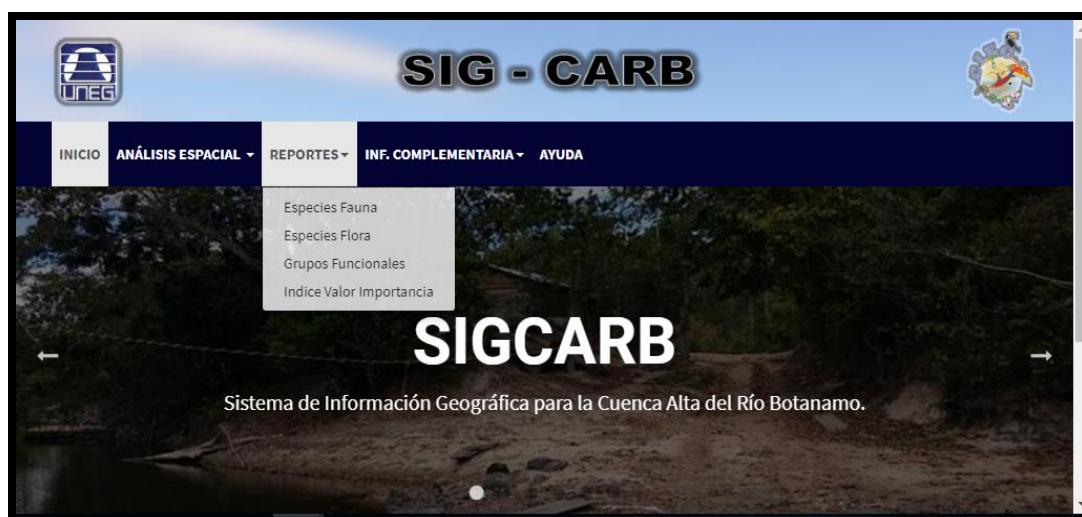 UNEG
SIG - CARB
INICIO ANÁLISIS ESPACIAL REPORTES INF. COMPLEMENTARIA AYUDA
Especies Fauna
Especies Flora
Grupos Funcionales
Indice Valor Importancia
SIGCARB
Sistema de Información Geográfica para la Cuenca Alta del Río Botanamo.